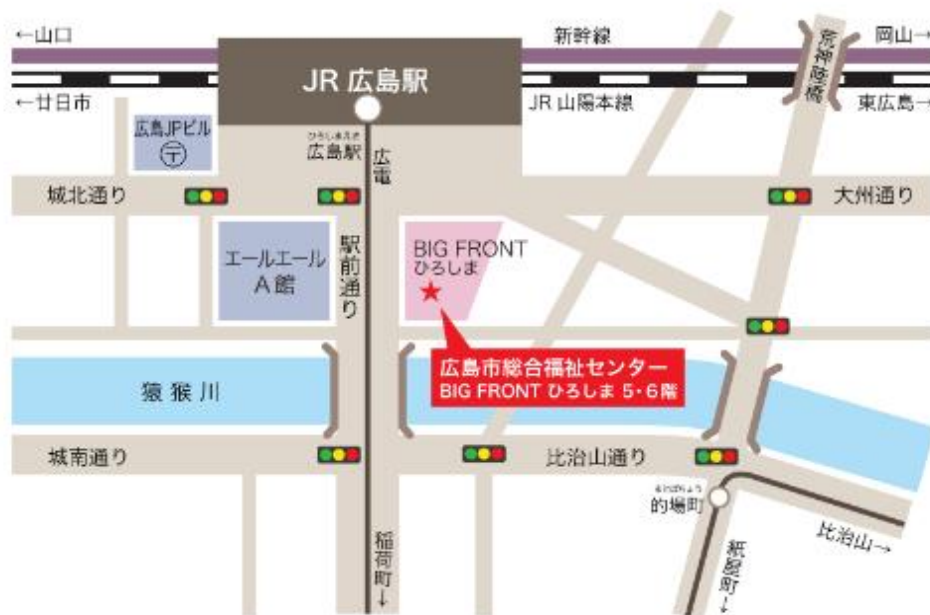 ←山口
新幹線
岡山→
荒神陸橋
JR 広島駅
←廿日市
JR 山陽本線
東広島→
広島JPビル
〒
ひろしまえき
広島駅
広電
城北通り
大州通り
駅前通り
エールエール
A館
BIG FRONT
ひろしま
広島市総合福祉センター
BIG FRONT ひろしま 5・6階
猿猴川
城南通り
比治山通り
まとばちょう
的場町
比治山→
稲荷町→
紙屋町→